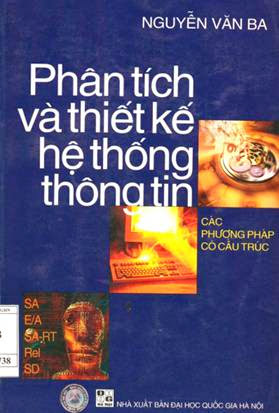 NGUYỄN VĂN BA
Phân tích
và thiết kế
hệ thống
thông tin
CÁC
PHƯƠNG PHÁP
CÓ CẤU TRÚC
SA
E/A
SA-RT
Rel
SD
NHÀ XUẤT BẢN ĐẠI HỌC QUỐC GIA HÀ NỘI
738